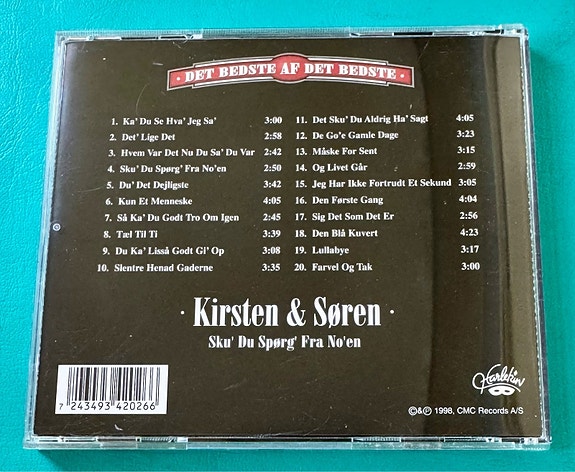 · DET BEDSTE AF DET BEDSTE ·
1. Ka' Du Se Hva' Jeg Sa' 3:00
2. Det' Lige Det 2:58
3. Hvem Var Det Nu Du Sa' Du Var 2:42
4. Sku' Du Spørg' Fra No'en 2:50
5. Du' Det Dejligste 3:42
6. Kun Et Menneske 4:05
7. Så Ka' Du Godt Tro Om Igen 2:45
8. Tæl Til Ti 3:39
9. Du Ka' Lisså Godt Gi' Op 3:08
10. Slentre Henad Gaderne 3:35
11. Det Sku' Du Aldrig Ha' Sagt 4:05
12. De Go'e Gamle Dage 3:23
13. Måske For Sent 3:15
14. Og Livet Går 2:59
15. Jeg Har Ikke Fortrudt Et Sekund 3:05
16. Den Første Gang 4:04
17. Sig Det Som Det Er 2:56
18. Den Blå Kuvert 4:23
19. Lullabye 3:17
20. Farvel Og Tak 3:00
· Kirsten & Søren ·
Sku' Du Spørg' Fra No'en
7 243493 420266
Harlekin
©&℗ 1998, CMC Records A/S